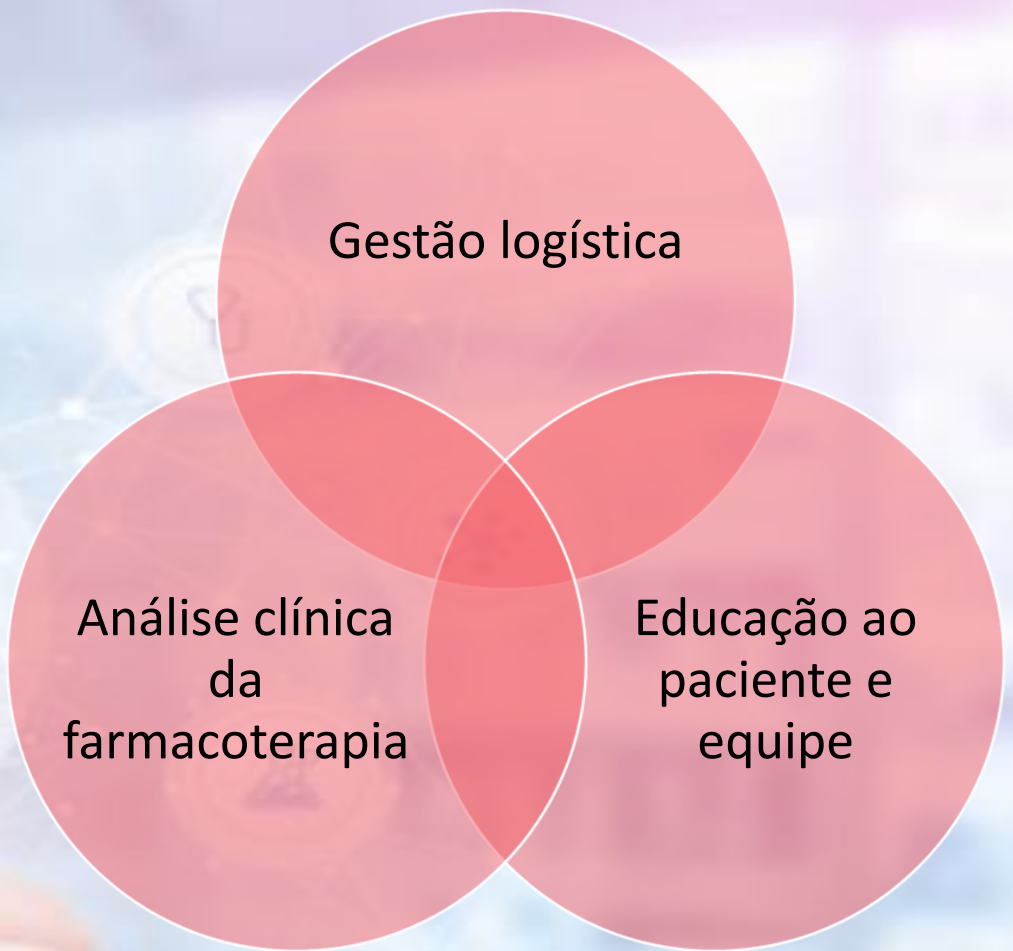 Gestão logística
Análise clínica
da
farmacoterapia
Educação ao
paciente e
equipe